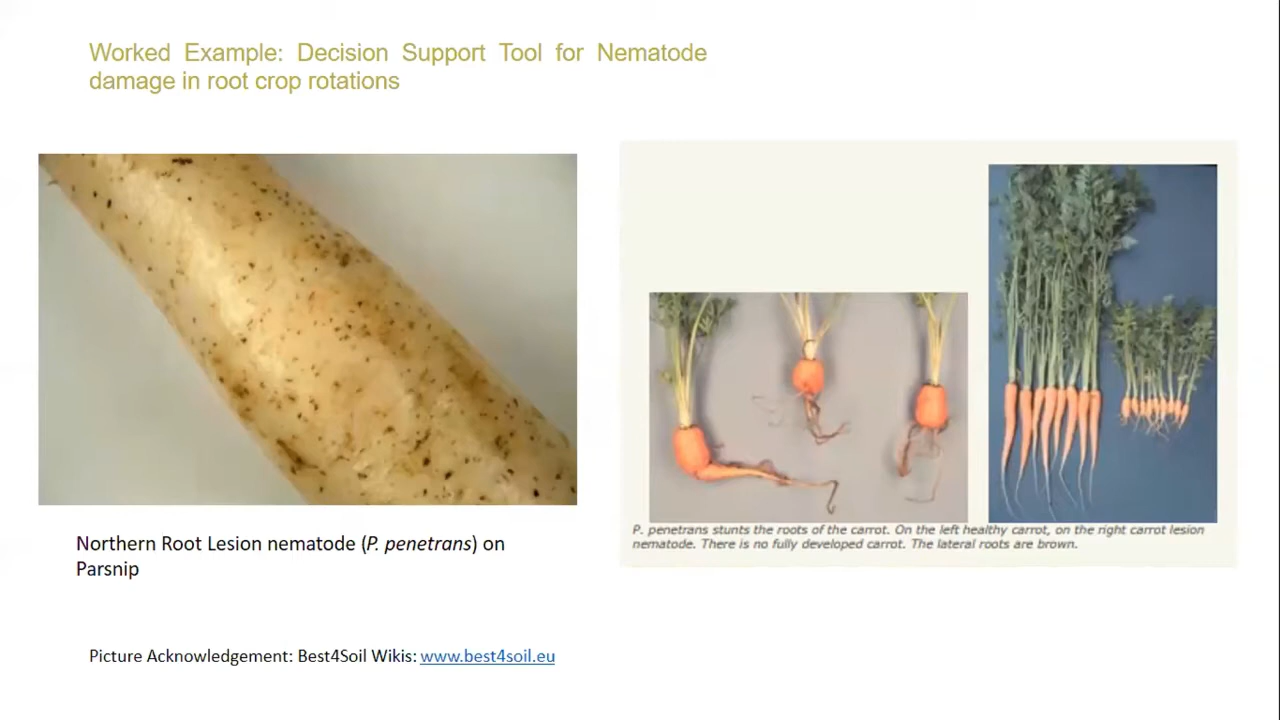 Worked Example: Decision Support Tool for Nematode
damage in root crop rotations
P. penetrans stunts the roots of the carrot. On the left healthy carrot, on the right carrot lesion
nematode. There is no fully developed carrot. The lateral roots are brown.
Northern Root Lesion nematode (P. penetrans) on
Parsnip
Picture Acknowledgement: Best4Soil Wikis: www.best4soil.eu